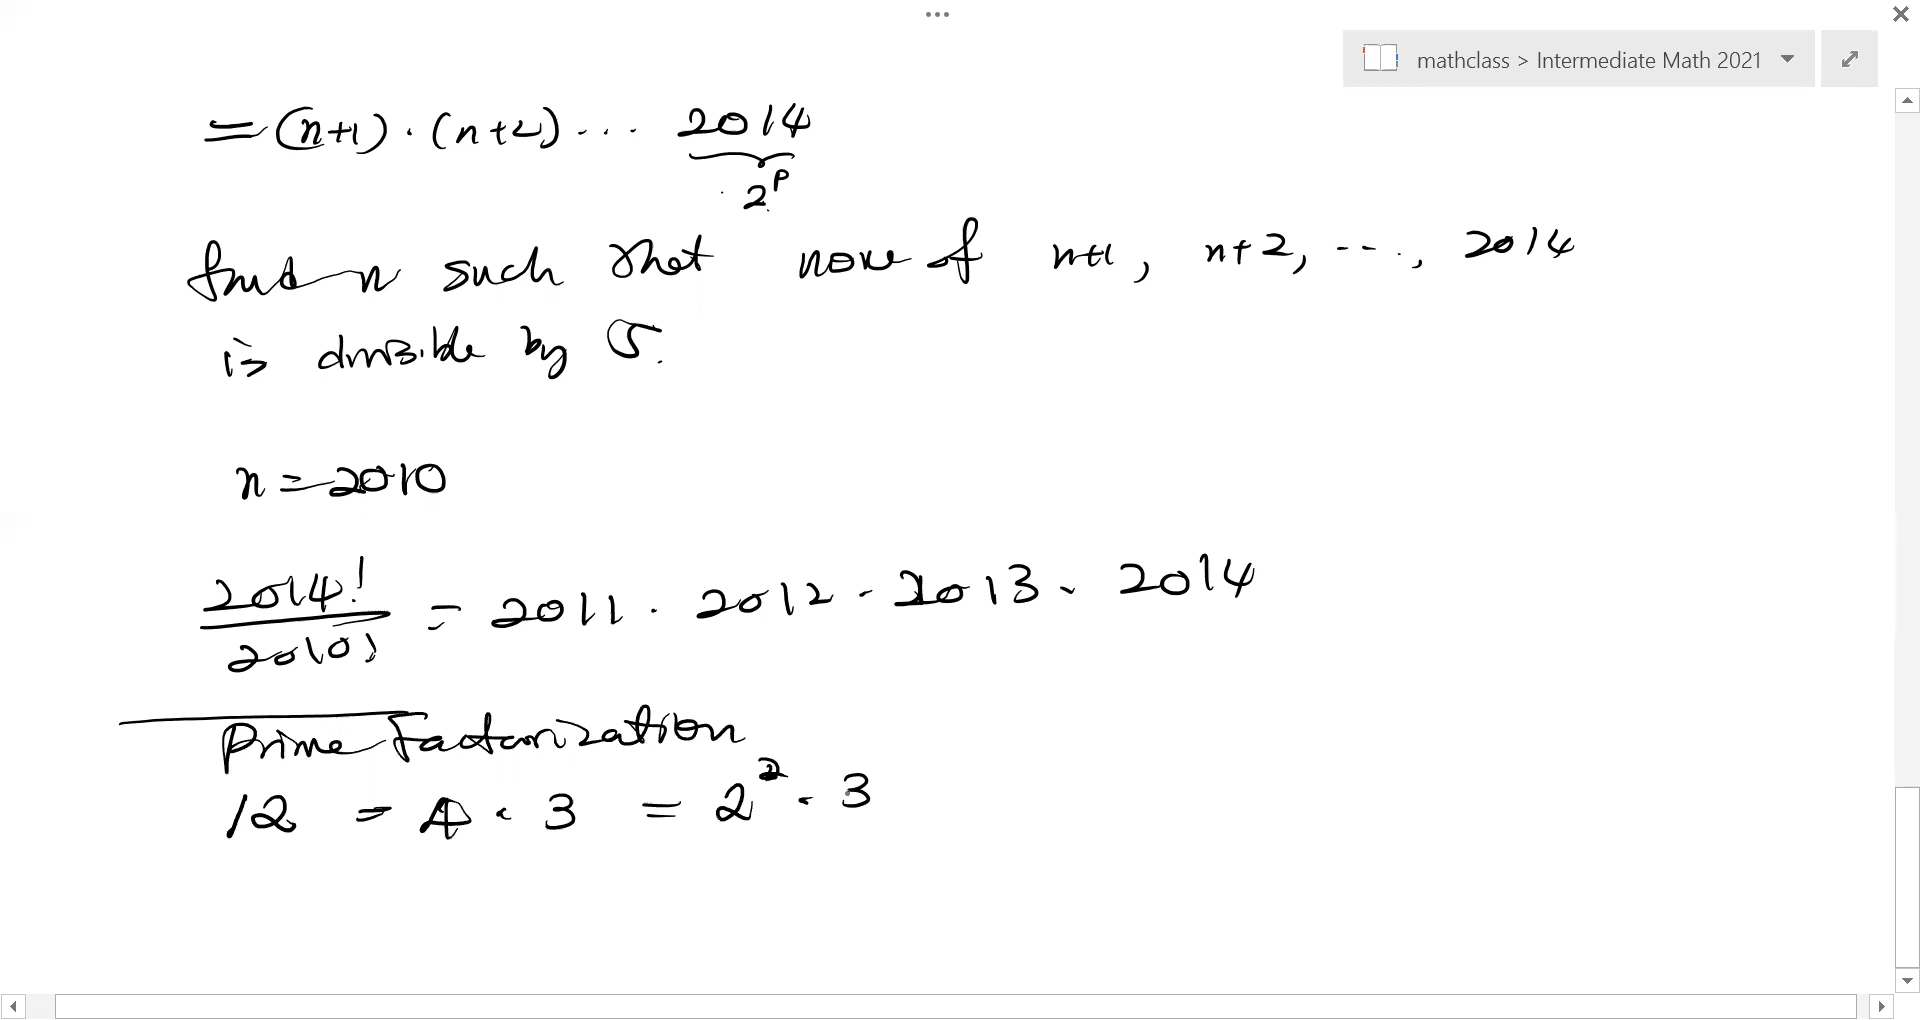 ...
mathclass > Intermediate Math 2021
= (n+1) · (n+2) ... 2014
2^p
find n such that none of n+1, n+2, ---, 2014
is divisible by 5.
n = 2010
2014! / 2010! = 2011 · 2012 · 2013 · 2014
Prime Factorization
12 = 4 · 3 = 2^2 · 3